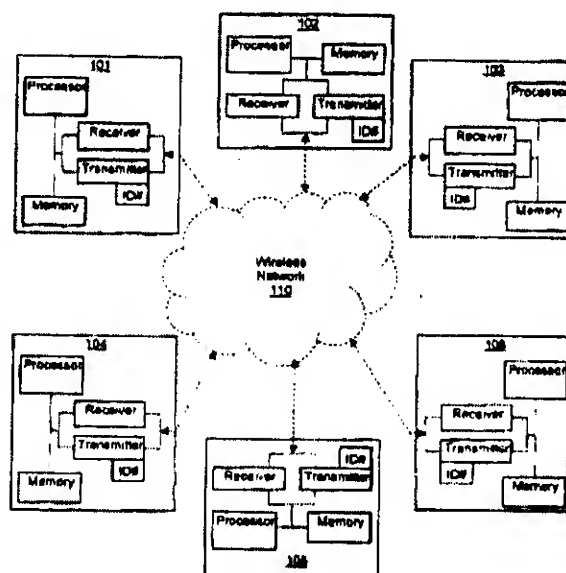 101
Processor
Receiver
Transmitter
ID#
Memory
102
Processor
Memory
Receiver
Transmitter
ID#
103
Processor
Receiver
Transmitter
ID#
Memory
Wireless
Network
110
104
Processor
Receiver
Transmitter
ID#
Memory
ID#
Receiver
Transmitter
Processor
Memory
Processor
Receiver
Transmitter
ID#
Memory